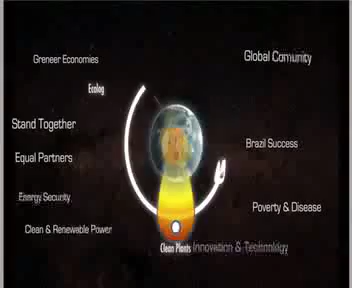 Greneer Economies
Global Comunity
Ecolog
Stand Together
Equal Partners
Brazil Success
Energy Security
Poverty & Disease
Clean & Renewable Power
Clean Plants
Innovation & Technology